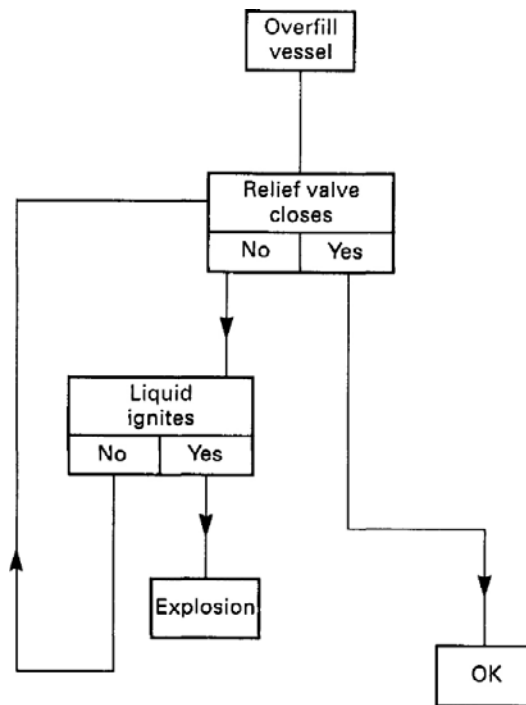 Overfill
vessel
Relief valve
closes
No Yes
Liquid
ignites
No Yes
Explosion
OK